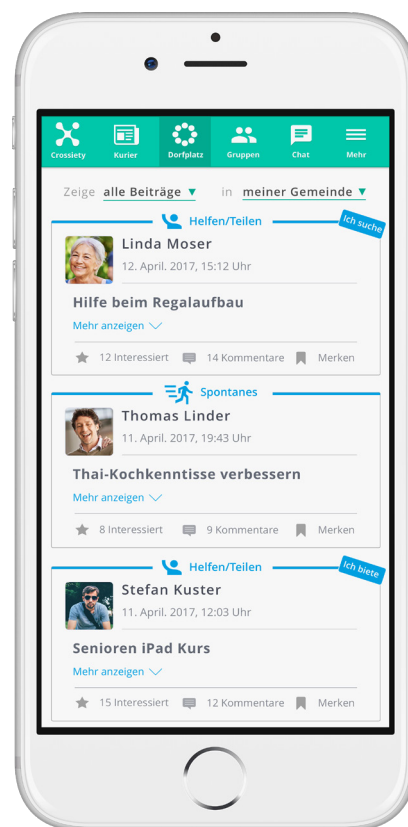 Crossiety Kurier Dorfplatz Gruppen Chat Mehr
Zeige alle Beiträge ▼ in meiner Gemeinde ▼
Helfen/Teilen
Ich suche
Linda Moser
12. April. 2017, 15:12 Uhr
Hilfe beim Regalaufbau
Mehr anzeigen
12 Interessiert 14 Kommentare Merken
Spontanes
Thomas Linder
11. April. 2017, 19:43 Uhr
Thai-Kochkenntisse verbessern
Mehr anzeigen
8 Interessiert 9 Kommentare Merken
Helfen/Teilen
Ich biete
Stefan Kuster
11. April. 2017, 12:03 Uhr
Senioren iPad Kurs
Mehr anzeigen
15 Interessiert 12 Kommentare Merken